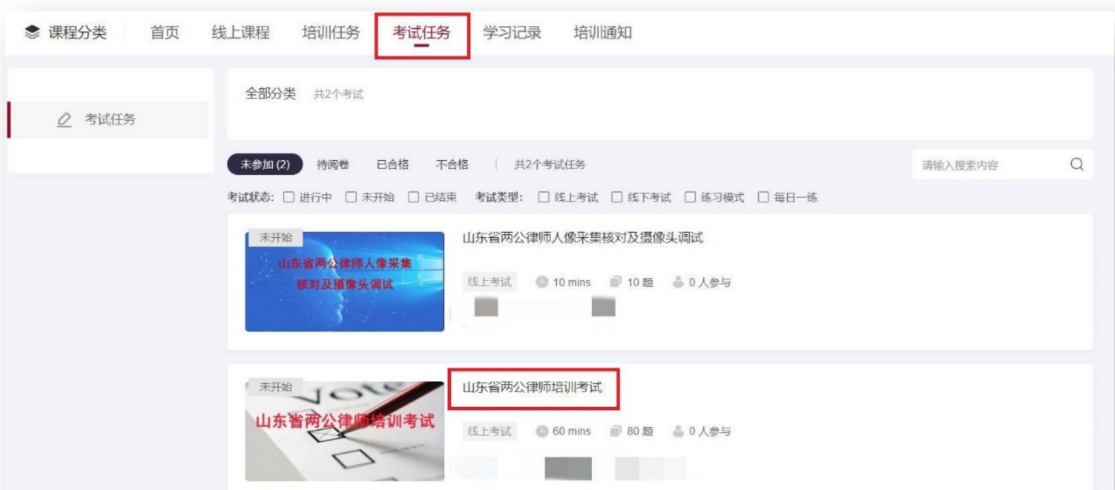 课程分类 首页 线上课程 培训任务 考试任务 学习记录 培训通知
考试任务
全部分类 共2个考试
未参加 (2) 待阅卷 已合格 不合格 | 共2个考试任务 请输入搜索内容
考试状态: 进行中 未开始 已结束 考试类型: 线上考试 线下考试 练习模式 每日一练
未开始
山东省两公律师人像采集
核对及摄像头调试
山东省两公律师人像采集核对及摄像头调试
线上考试 10 mins 10 题 0 人参与
未开始
VOTE
山东省两公律师培训考试
山东省两公律师培训考试
线上考试 60 mins 80 题 0 人参与